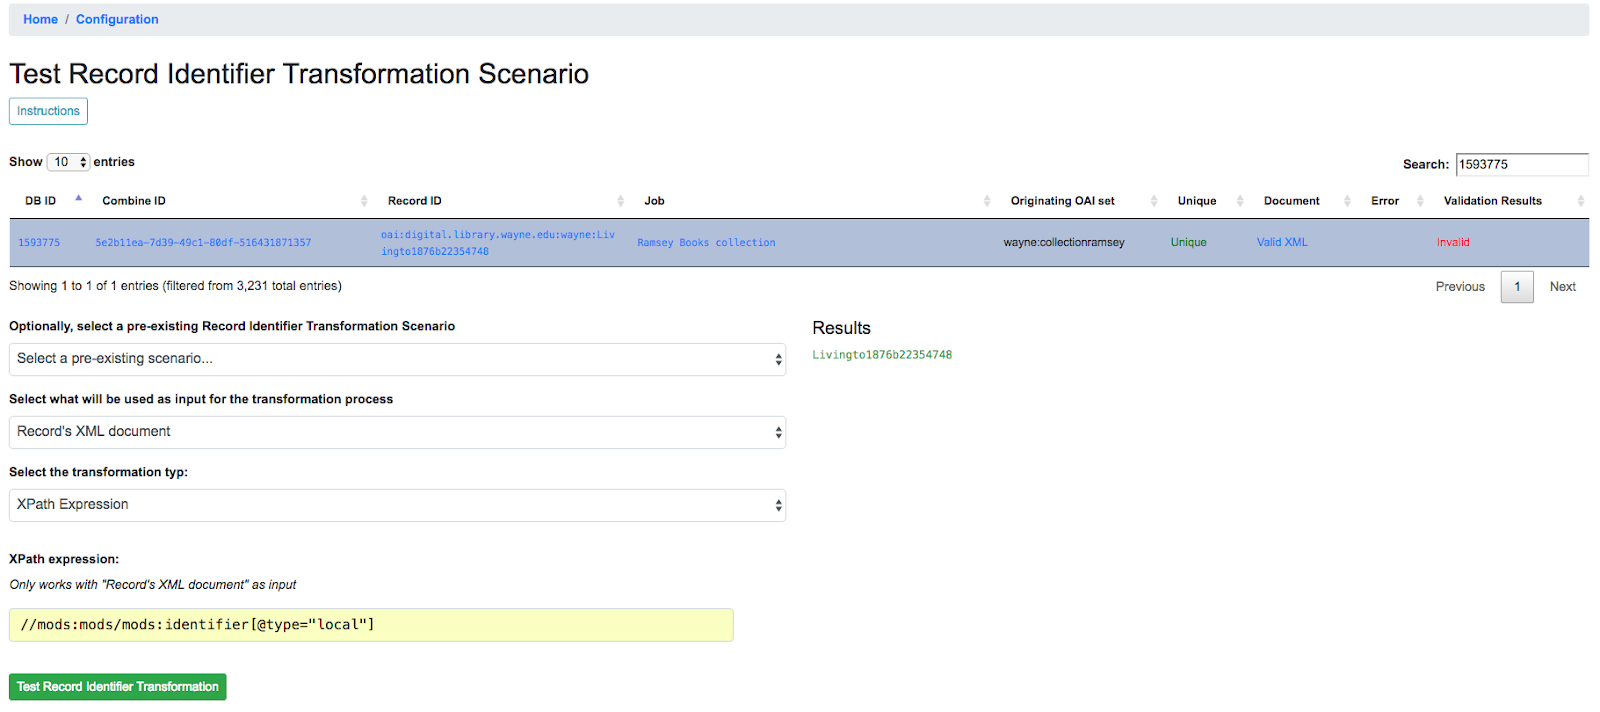 Home / Configuration
Test Record Identifier Transformation Scenario
Instructions
Show 10 entries
Search: 1593775
DB ID Combine ID Record ID Job Originating OAI set Unique Document Error Validation Results
1593775 5e2b11ea-7d39-49c1-80df-516431871357 oai:digital.library.wayne.edu:wayne:Liv Ramsey Books collection wayne:collectionramsey Unique Valid XML Invalid
ingto1876b22354748
Showing 1 to 1 of 1 entries (filtered from 3,231 total entries)
Previous 1 Next
Optionally, select a pre-existing Record Identifier Transformation Scenario
Select a pre-existing scenario...
Select what will be used as input for the transformation process
Record's XML document
Select the transformation typ:
XPath Expression
XPath expression:
Only works with "Record's XML document" as input
//mods:mods/mods:identifier[@type="local"]
Test Record Identifier Transformation
Results
Livingto1876b22354748